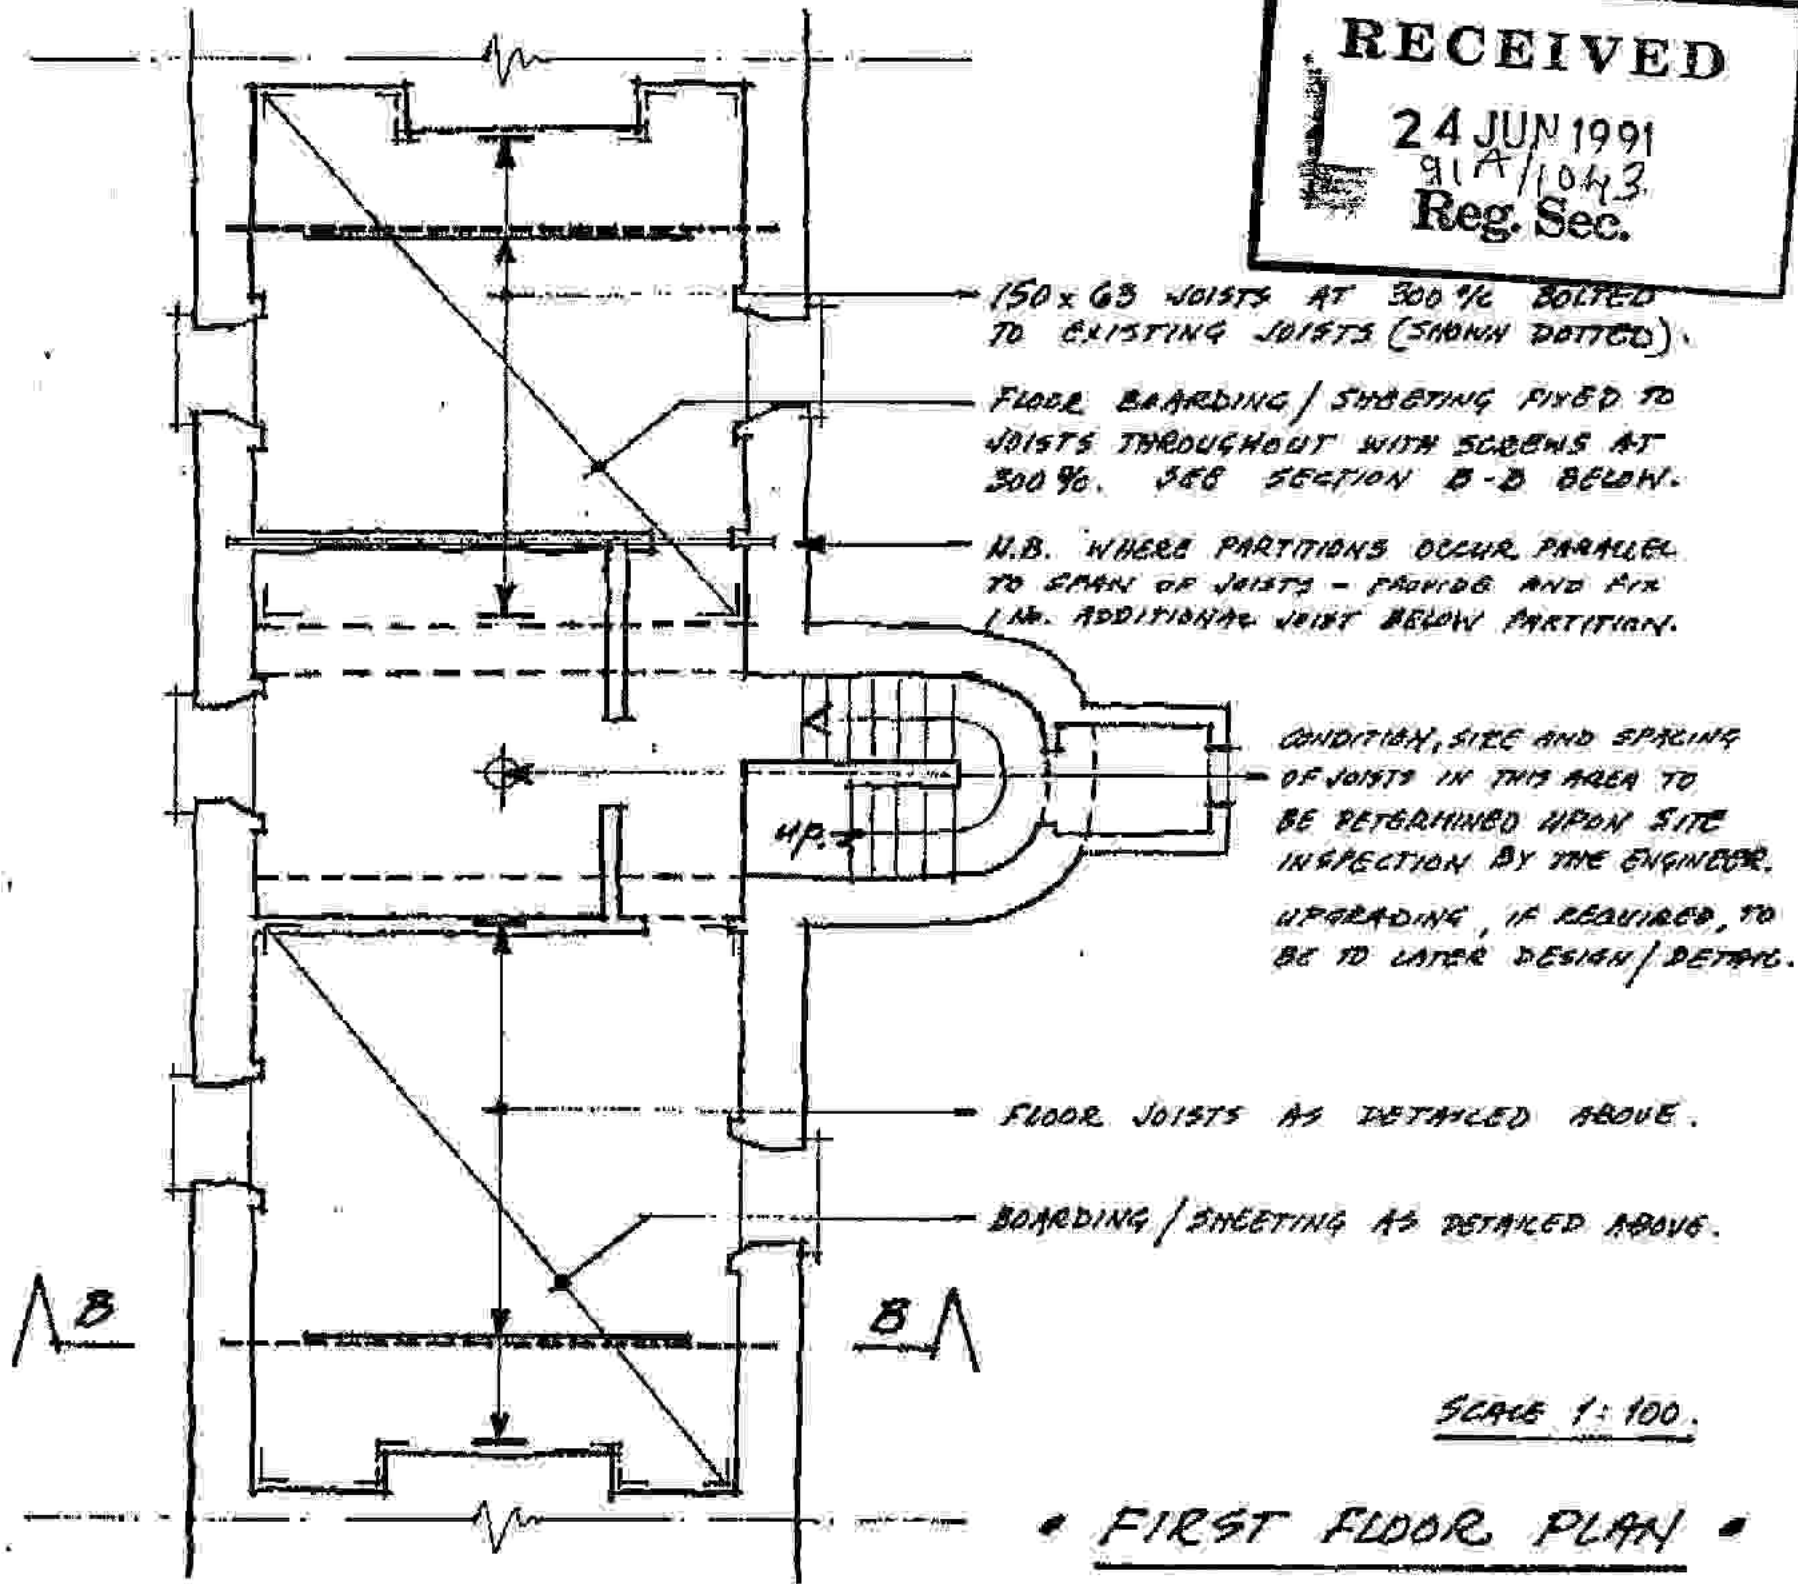 RECEIVED
24 JUN 1991
91A/1043
Reg. Sec.
150 x 63 JOISTS AT 300 % BOLTED
TO EXISTING JOISTS (SHOWN DOTTED).
FLOOR BOARDING / SHEETING FIXED TO
JOISTS THROUGHOUT WITH SCREWS AT
300 %. SEE SECTION B-B BELOW.
N.B. WHERE PARTITIONS OCCUR PARALLEL
TO SPAN OF JOISTS - PROVIDE AND FIX
1 No. ADDITIONAL JOIST BELOW PARTITION.
CONDITION, SIZE AND SPACING
OF JOISTS IN THIS AREA TO
BE DETERMINED UPON SITE
INSPECTION BY THE ENGINEER.
UPGRADING, IF REQUIRED, TO
BE TO LATER DESIGN / DETAIL.
UP.
FLOOR JOISTS AS DETAILED ABOVE.
BOARDING / SHEETING AS DETAILED ABOVE.
B B
SCALE 1:100.
• FIRST FLOOR PLAN •